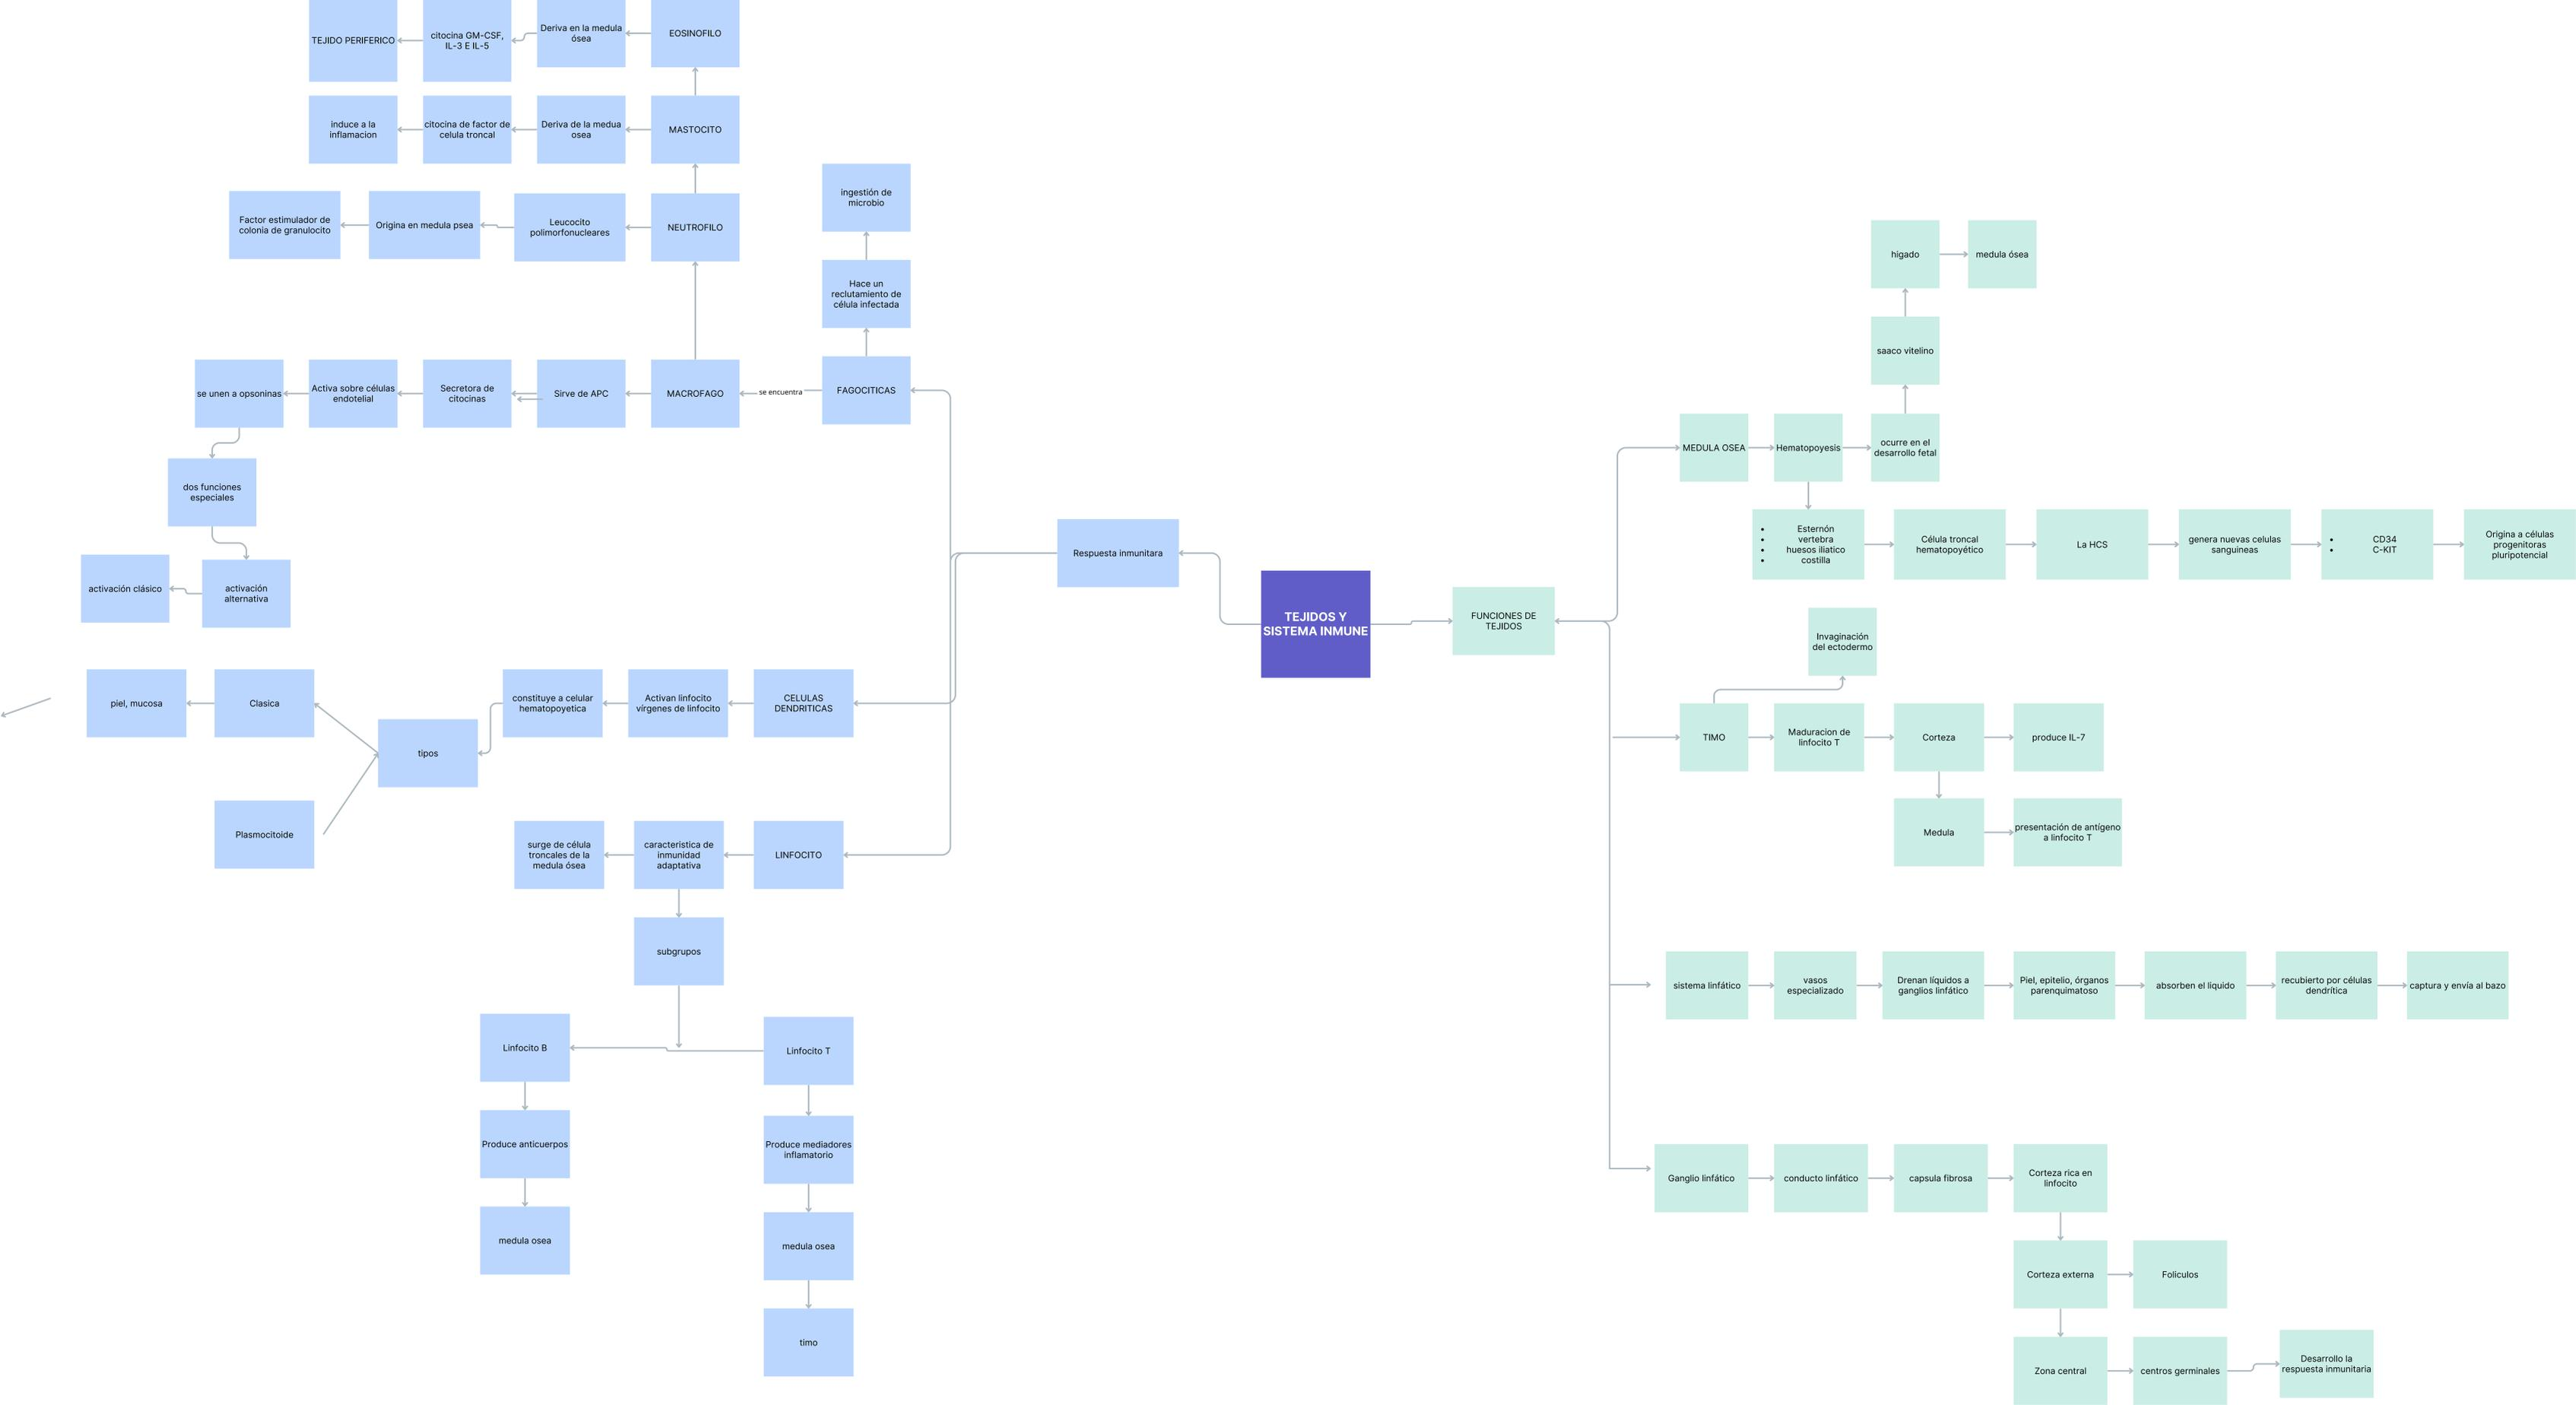 TEJIDO PERIFERICO
citocina GM-CSF,
IL-3 E IL-5
Deriva en la medula
ósea
EOSINOFILO
induce a la
inflamacion
citocina de factor de
celula troncal
Deriva de la medua
osea
MASTOCITO
Factor estimulador de
colonia de granulocito
Origina en medula psea
Leucocito
polimorfonucleares
NEUTROFILO
ingestión de
microbio
Hace un
reclutamiento de
célula infectada
se unen a opsoninas
Activa sobre células
endotelial
Secretora de
citocinas
Sirve de APC
MACROFAGO
se encuentra
FAGOCITICAS
dos funciones
especiales
activación clásico
activación
alternativa
Respuesta inmunitara
TEJIDOS Y
SISTEMA INMUNE
FUNCIONES DE
TEJIDOS
piel, mucosa
Clasica
tipos
Plasmocitoide
constituye a celular
hematopoyetica
Activan linfocito
vírgenes de linfocito
CELULAS
DENDRITICAS
surge de célula
troncales de la
medula ósea
caracteristica de
inmunidad
adaptativa
LINFOCITO
subgrupos
Linfocito B
Linfocito T
Produce anticuerpos
Produce mediadores
inflamatorio
medula osea
medula osea
timo
higado
medula ósea
saaco vitelino
MEDULA OSEA
Hematopoyesis
ocurre en el
desarrollo fetal
• Esternón
• vertebra
• huesos iliatico
• costilla
Célula troncal
hematopoyético
La HCS
genera nuevas celulas
sanguineas
• CD34
• C-KIT
Origina a células
progenitoras
pluripotencial
Invaginación
del ectodermo
TIMO
Maduracion de
linfocito T
Corteza
produce IL-7
Medula
presentación de antígeno
a linfocito T
sistema linfático
vasos
especializado
Drenan líquidos a
ganglios linfático
Piel, epitelio, órganos
parenquimatoso
absorben el liquido
recubierto por células
dendrítica
captura y envía al bazo
Ganglio linfático
conducto linfático
capsula fibrosa
Corteza rica en
linfocito
Corteza externa
Foliculos
Zona central
centros germinales
Desarrollo la
respuesta inmunitaria